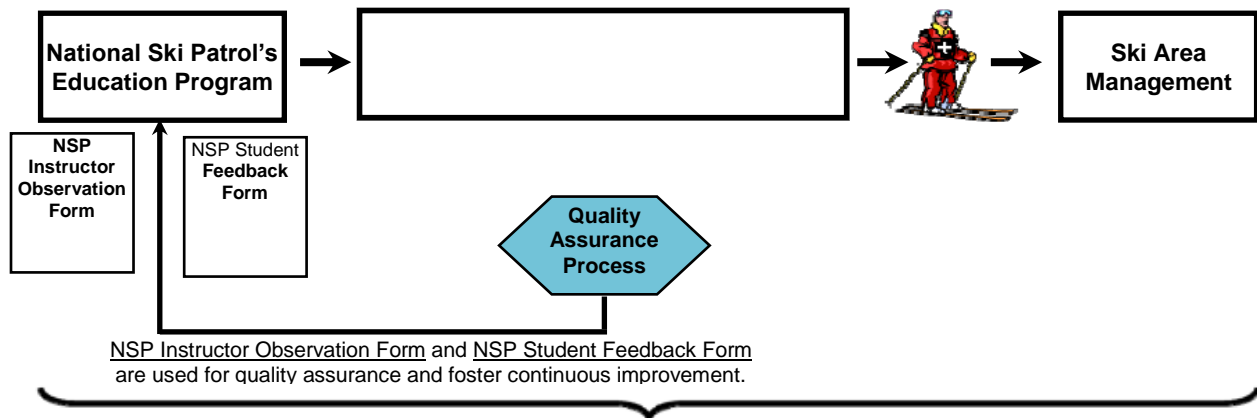 National Ski Patrol's
Education Program
Ski Area
Management
NSP
Instructor
Observation
Form
NSP Student
Feedback
Form
Quality
Assurance
Process
NSP Instructor Observation Form and NSP Student Feedback Form
are used for quality assurance and foster continuous improvement.